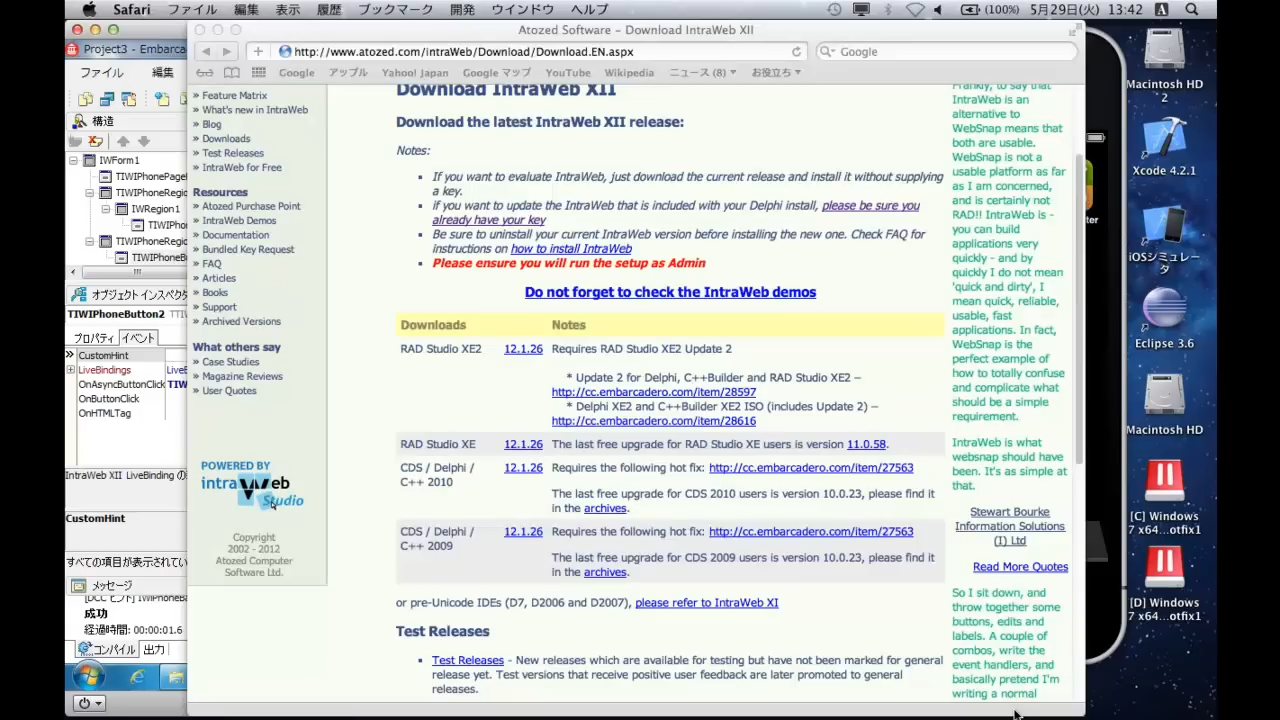 Safari ファイル 編集 表示 履歴 ブックマーク 開発 ウインドウ ヘルプ (100%) 5月29日(火) 13:42 A
Project3 - Embarca
ファイル 編集
構造
IWForm1
TIWIPhonePage
TIWIPhoneRegi
IWRegion1
TIWIPho
TIWIPhoneRegi
TIWIPhoneB
オブジェクト インスペクタ
TIWIPhoneButton2 TIWI
プロパティ イベント
CustomHint
LiveBindings LiveB
OnAsyncButtonClick TIW
OnButtonClick
OnHTMLTag
IntraWeb XII LiveBinding の
CustomHint
すべての項目が表示され
メッセージ
成功
経過時間: 00:00:01.6
コンパイル 出力
Atozed Software – Download IntraWeb XII
http://www.atozed.com/intraWeb/Download/Download.EN.aspx
Google
Google アップル Yahoo! Japan Google マップ YouTube Wikipedia ニュース (8) お役立ち
Feature Matrix
What's new in IntraWeb
Blog
Downloads
Test Releases
IntraWeb for Free
Resources
Atozed Purchase Point
IntraWeb Demos
Documentation
Bundled Key Request
FAQ
Articles
Books
Support
Archived Versions
What others say
Case Studies
Magazine Reviews
User Quotes
POWERED BY
intraWeb
Studio
Copyright
2002 - 2012
Atozed Computer
Software Ltd.
Download IntraWeb XII
Download the latest IntraWeb XII release:
Notes:
If you want to evaluate IntraWeb, just download the current release and install it without supplying
a key.
if you want to update the IntraWeb that is included with your Delphi install, please be sure you
already have your key
Be sure to uninstall your current IntraWeb version before installing the new one. Check FAQ for
instructions on how to install IntraWeb
Please ensure you will run the setup as Admin
Do not forget to check the IntraWeb demos
Downloads Notes
RAD Studio XE2 12.1.26 Requires RAD Studio XE2 Update 2
* Update 2 for Delphi, C++Builder and RAD Studio XE2 –
http://cc.embarcadero.com/item/28597
* Delphi XE2 and C++Builder XE2 ISO (includes Update 2) –
http://cc.embarcadero.com/item/28616
RAD Studio XE 12.1.26 The last free upgrade for RAD Studio XE users is version 11.0.58.
CDS / Delphi / 12.1.26 Requires the following hot fix: http://cc.embarcadero.com/item/27563
C++ 2010
The last free upgrade for CDS 2010 users is version 10.0.23, please find it
in the archives.
CDS / Delphi / 12.1.26 Requires the following hot fix: http://cc.embarcadero.com/item/27563
C++ 2009
The last free upgrade for CDS 2009 users is version 10.0.23, please find it
in the archives.
or pre-Unicode IDEs (D7, D2006 and D2007), please refer to IntraWeb XI
Test Releases
Test Releases - New releases which are available for testing but have not been marked for general
release yet. Test versions that receive positive user feedback are later promoted to general
releases.
Frankly, to say that
IntraWeb is an
alternative to
WebSnap means that
both are usable.
WebSnap is not a
usable platform as far
as I am concerned,
and is certainly not
RAD!! IntraWeb is -
you can build
applications very
quickly - and by
quickly I do not mean
'quick and dirty', I
mean quick, reliable,
usable, fast
applications. In fact,
WebSnap is the
perfect example of
how to totally confuse
and complicate what
should be a simple
requirement.
IntraWeb is what
websnap should have
been. It's as simple at
that.
Stewart Bourke
Information Solutions
(I) Ltd
Read More Quotes
So I sit down, and
throw together some
buttons, edits and
labels. A couple of
combos, write the
event handlers, and
basically pretend I'm
writing a normal
ter
Macintosh HD
2
Xcode 4.2.1
iOSシミュレー
タ
Eclipse 3.6
Macintosh HD
[C] Windows
7 x64...otfix1
[D] Windows
7 x64...otfix1